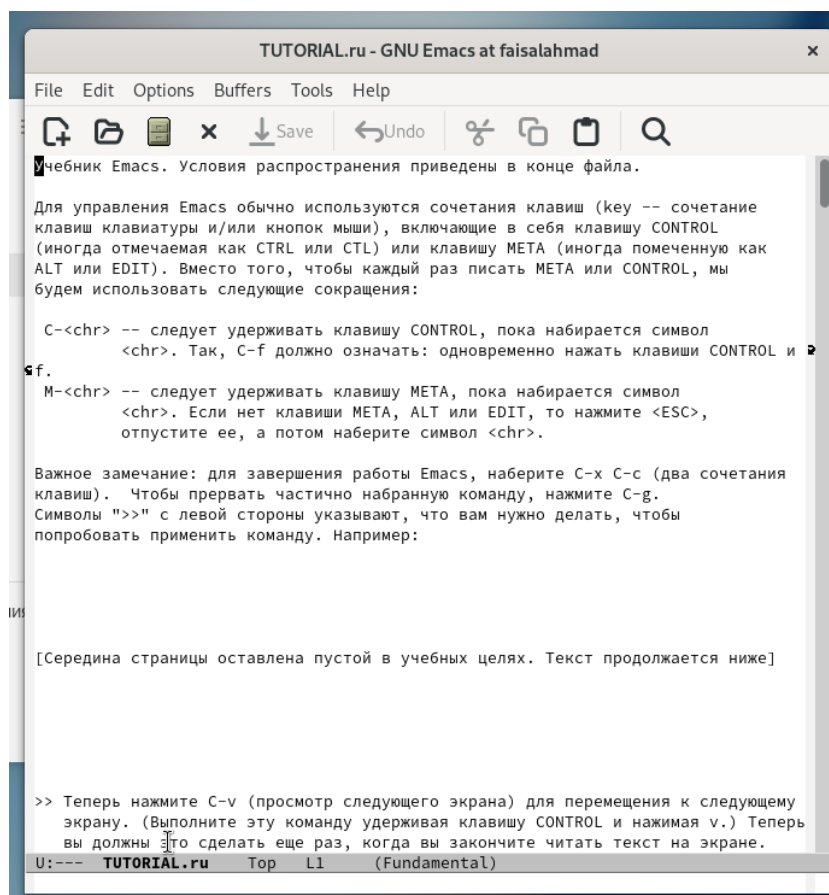 TUTORIAL.ru - GNU Emacs at faisalahmad
File Edit Options Buffers Tools Help
Save Undo
Учебник Emacs. Условия распространения приведены в конце файла.
Для управления Emacs обычно используются сочетания клавиш (key -- сочетание
клавиш клавиатуры и/или кнопок мыши), включающие в себя клавишу CONTROL
(иногда отмечаемая как CTRL или CTL) или клавишу META (иногда помеченную как
ALT или EDIT). Вместо того, чтобы каждый раз писать META или CONTROL, мы
будем использовать следующие сокращения:
C-<chr> -- следует удерживать клавишу CONTROL, пока набирается символ
<chr>. Так, C-f должно означать: одновременно нажать клавиши CONTROL и
f.
M-<chr> -- следует удерживать клавишу META, пока набирается символ
<chr>. Если нет клавиши META, ALT или EDIT, то нажмите <ESC>,
отпустите ее, а потом наберите символ <chr>.
Важное замечание: для завершения работы Emacs, наберите C-x C-c (два сочетания
клавиш). Чтобы прервать частично набранную команду, нажмите C-g.
Символы ">>" с левой стороны указывают, что вам нужно делать, чтобы
попробовать применить команду. Например:
[Середина страницы оставлена пустой в учебных целях. Текст продолжается ниже]
>> Теперь нажмите C-v (просмотр следующего экрана) для перемещения к следующему
экрану. (Выполните эту команду удерживая клавишу CONTROL и нажимая v.) Теперь
вы должны это сделать еще раз, когда вы закончите читать текст на экране.
U:--- TUTORIAL.ru Top L1 (Fundamental)